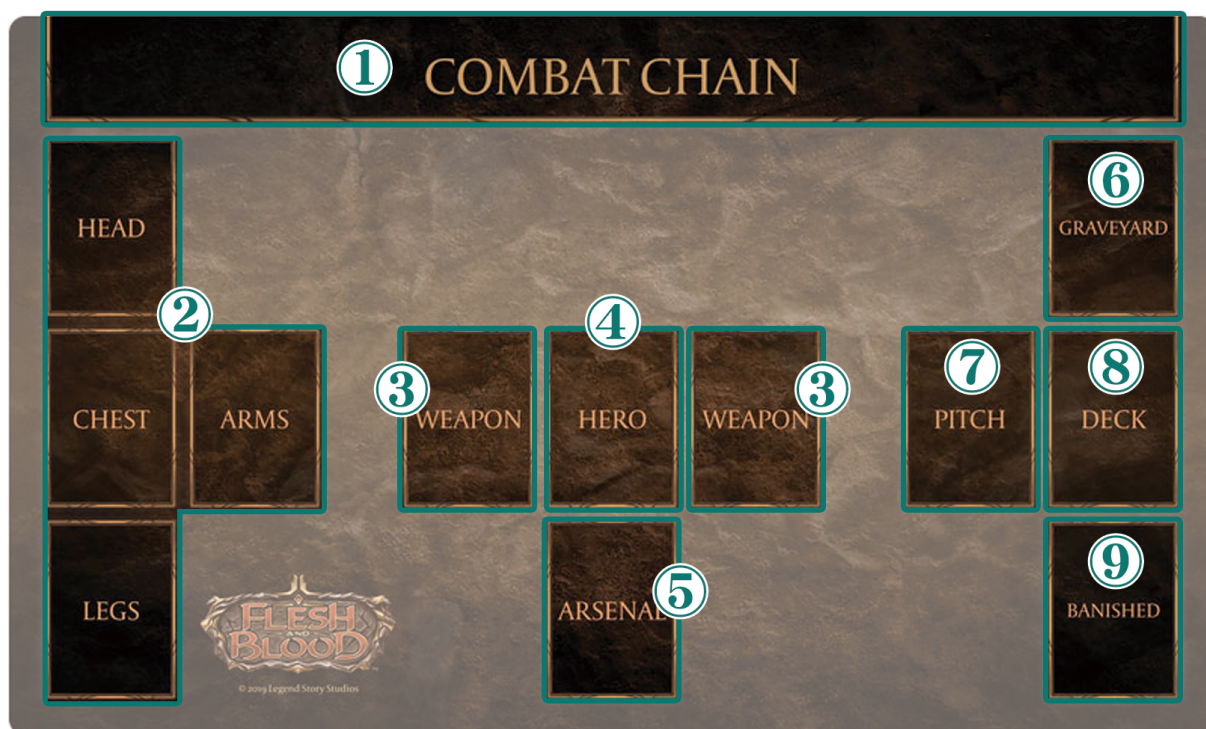 ① COMBAT CHAIN
HEAD
②
CHEST
ARMS
LEGS
③ WEAPON
④
HERO
WEAPON ③
ARSENAL ⑤
⑥
GRAVEYARD
⑦
PITCH
⑧
DECK
⑨
BANISHED
FLESH
AND
BLOOD
© 2019 Legend Story Studios